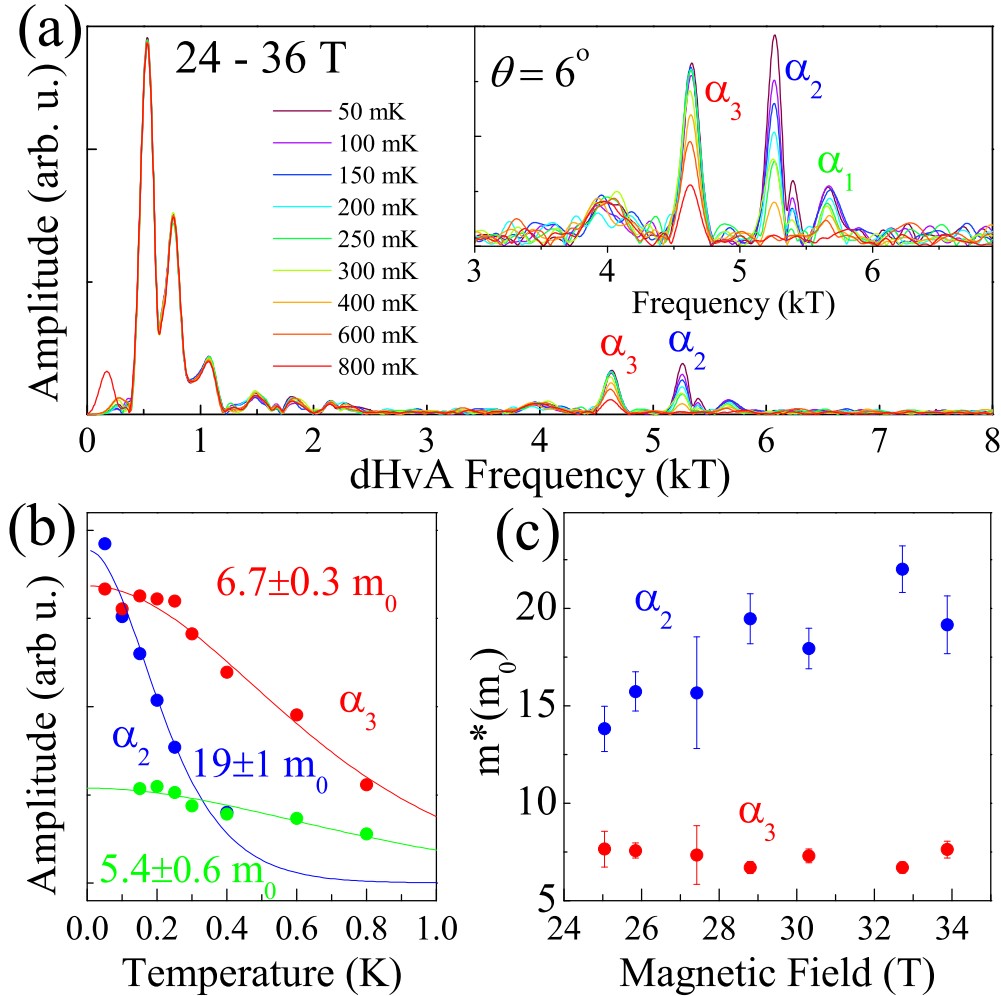 (a)
24 - 36 T
θ = 6°
50 mK
100 mK
150 mK
200 mK
250 mK
300 mK
400 mK
600 mK
800 mK
α3
α2
α1
3 4 5 6
Frequency (kT)
α3
α2
Amplitude (arb. u.)
0 1 2 3 4 5 6 7 8
dHvA Frequency (kT)
(b)
6.7±0.3 m0
α3
α2
19±1 m0
5.4±0.6 m0
Amplitude (arb u.)
0.0 0.2 0.4 0.6 0.8 1.0
Temperature (K)
(c)
α2
α3
m*(m0)
20
15
10
5
24 26 28 30 32 34
Magnetic Field (T)